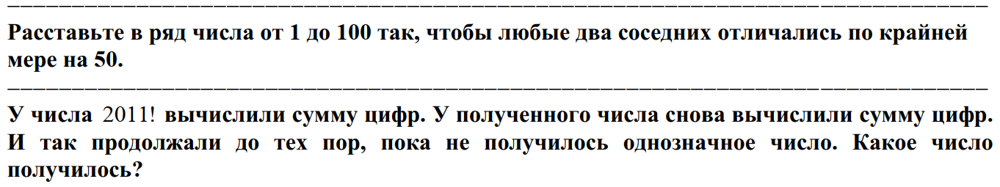 Расставьте в ряд числа от 1 до 100 так, чтобы любые два соседних отличались по крайней
мере на 50.
У числа 2011! вычислили сумму цифр. У полученного числа снова вычислили сумму цифр.
И так продолжали до тех пор, пока не получилось однозначное число. Какое число
получилось?